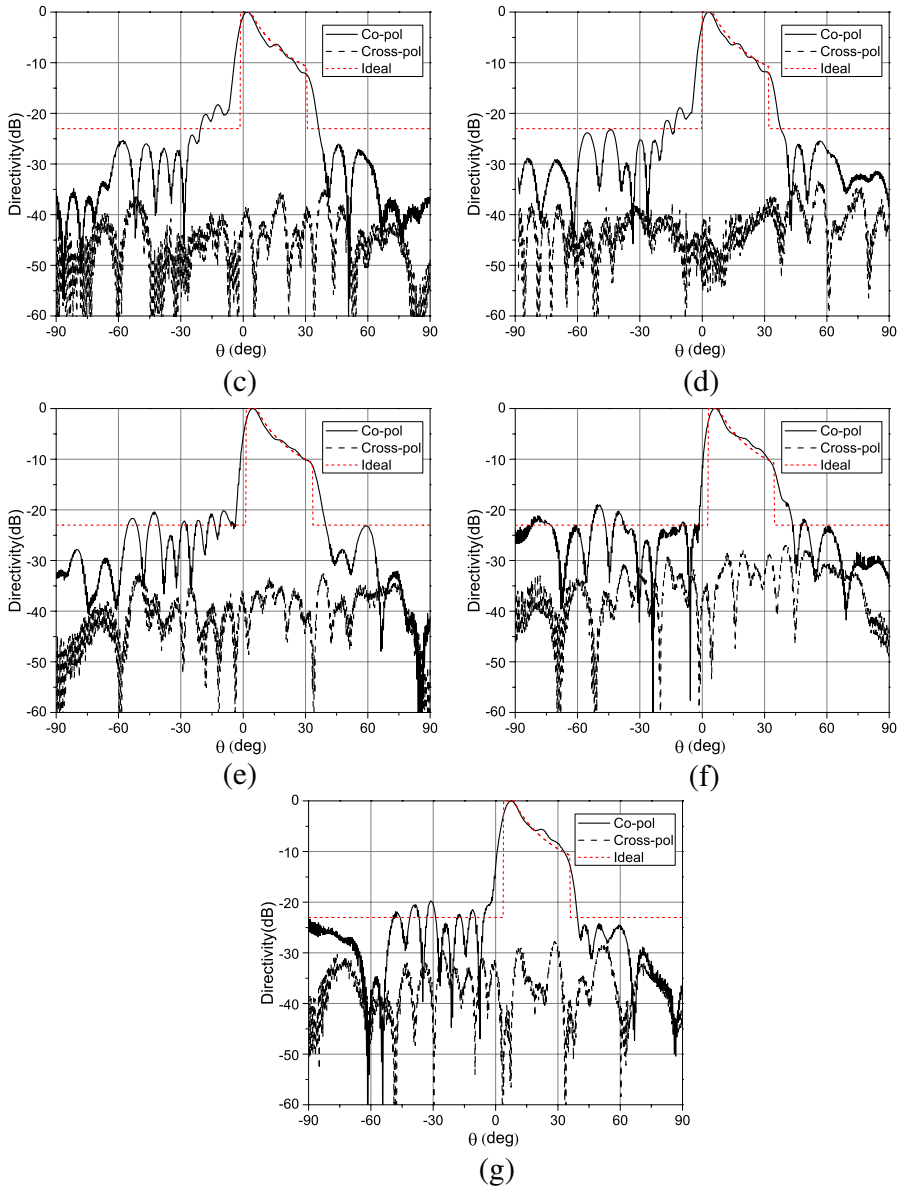 0
-10
-20
-30
-40
-50
-60
Directivity(dB)
-90 -60 -30 0 30 60 90
θ (deg)
Co-pol
Cross-pol
Ideal
(c)
0
-10
-20
-30
-40
-50
-60
Directivity(dB)
-90 -60 -30 0 30 60 90
θ (deg)
Co-pol
Cross-pol
Ideal
(d)
0
-10
-20
-30
-40
-50
-60
Directivity(dB)
-90 -60 -30 0 30 60 90
θ (deg)
Co-pol
Cross-pol
Ideal
(e)
0
-10
-20
-30
-40
-50
-60
Directivity(dB)
-90 -60 -30 0 30 60 90
θ (deg)
Co-pol
Cross-pol
Ideal
(f)
0
-10
-20
-30
-40
-50
-60
Directivity(dB)
-90 -60 -30 0 30 60 90
θ (deg)
Co-pol
Cross-pol
Ideal
(g)